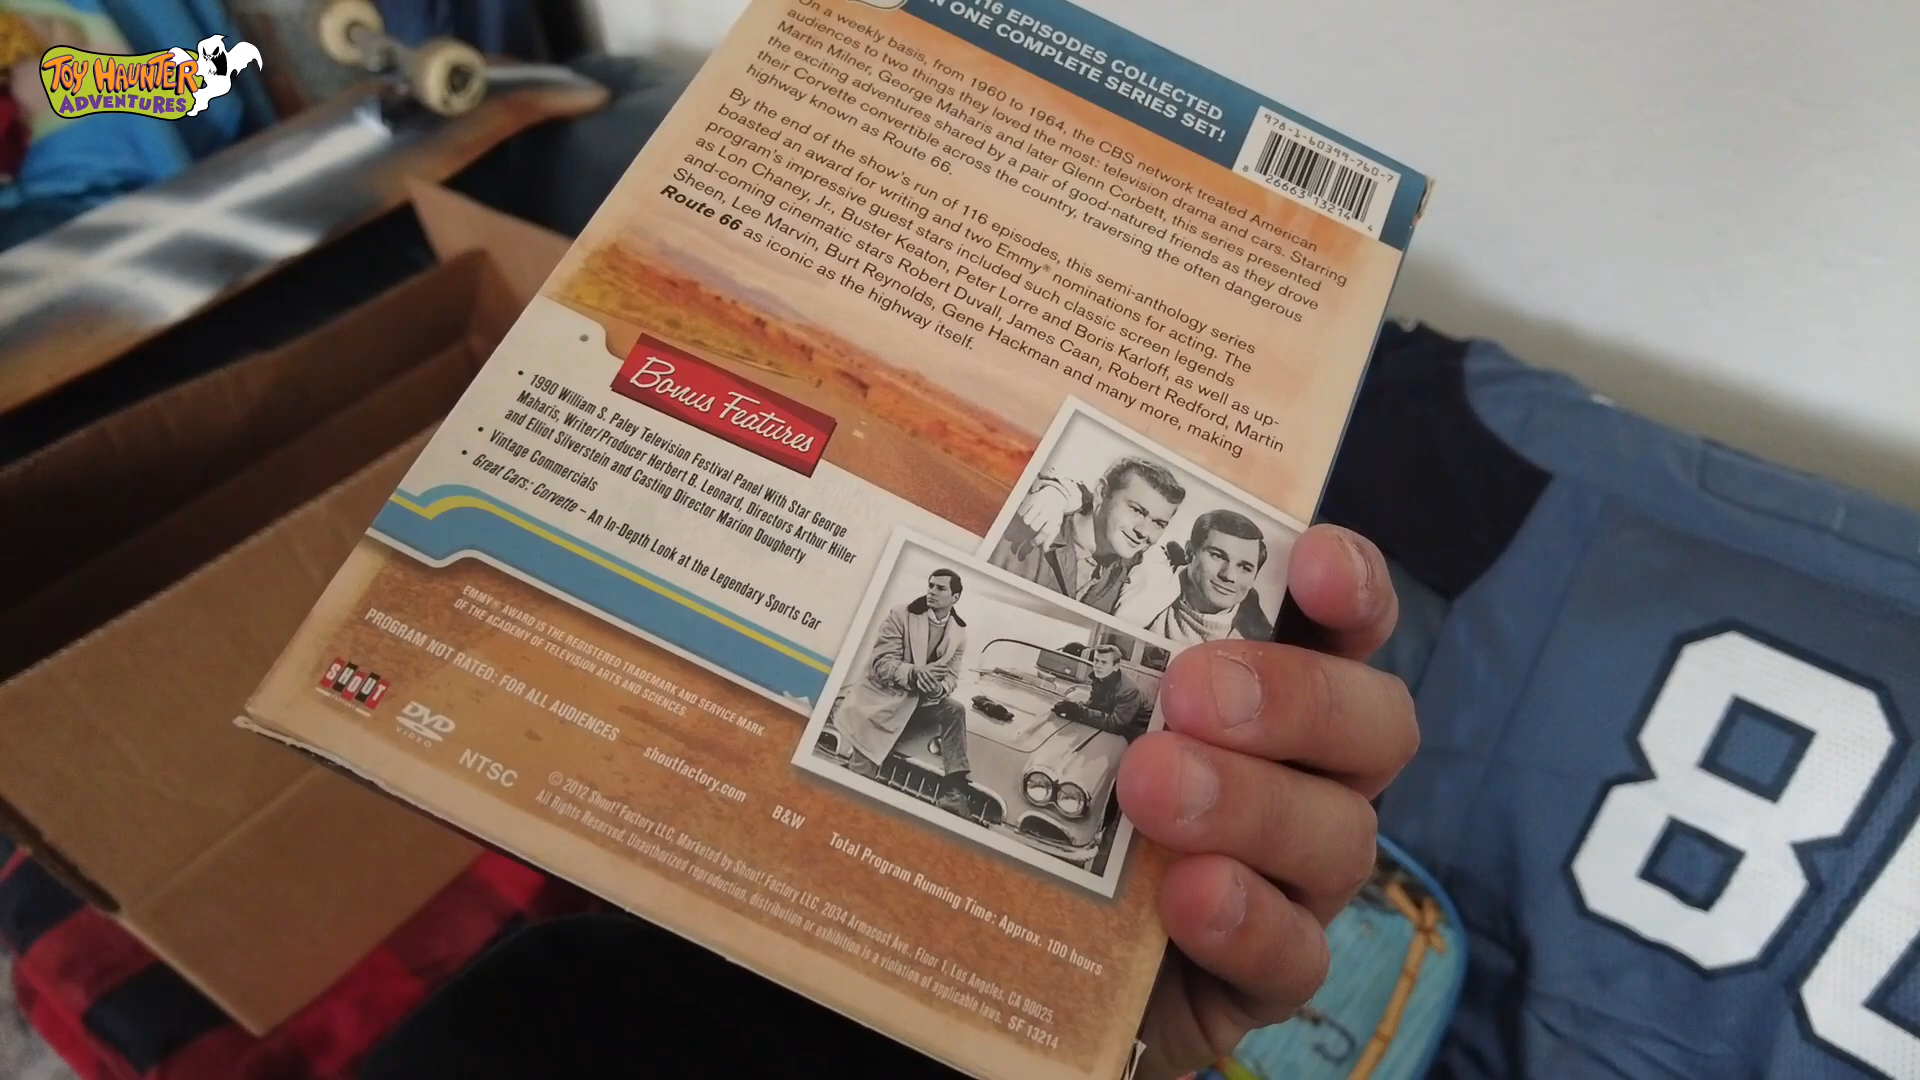 TOY HAUNTER
ADVENTURES
116 EPISODES COLLECTED
ONE COMPLETE SERIES SET!
978-1-60399-760-7
8 26663 13214 4
On a weekly basis, from 1960 to 1964, the CBS network treated American
audiences to two things they loved the most: television drama and cars. Starring
Martin Milner, George Maharis and later Glenn Corbett, this series presented
the exciting adventures shared by a pair of good-natured friends as they drove
their Corvette convertible across the country, traversing the often dangerous
highway known as Route 66.
By the end of the show's run of 116 episodes, this semi-anthology series
boasted an award for writing and two Emmy® nominations for acting. The
program's impressive guest stars included such classic screen legends
as Lon Chaney, Jr., Buster Keaton, Peter Lorre and Boris Karloff, as well as up-
and-coming cinematic stars Robert Duvall, James Caan, Robert Redford, Martin
Sheen, Lee Marvin, Burt Reynolds, Gene Hackman and many more, making
Route 66 as iconic as the highway itself.
Bonus Features
• 1990 William S. Paley Television Festival Panel With Star George
Maharis, Writer/Producer Herbert B. Leonard, Directors Arthur Hiller
and Elliot Silverstein and Casting Director Marion Dougherty
• Vintage Commercials
• Great Cars: Corvette – An In-Depth Look at the Legendary Sports Car
EMMY® AWARD IS THE REGISTERED TRADEMARK AND SERVICE MARK
OF THE ACADEMY OF TELEVISION ARTS AND SCIENCES.
PROGRAM NOT RATED: FOR ALL AUDIENCES
SHOUT
DVD
VIDEO
NTSC
shoutfactory.com
B&W
Total Program Running Time: Approx. 100 hours
© 2012 Shout! Factory LLC, Marketed by Shout! Factory LLC, 2034 Armacost Ave., Floor 1, Los Angeles, CA 90025.
All Rights Reserved. Unauthorized reproduction, distribution or exhibition is a violation of applicable laws. SF 13214